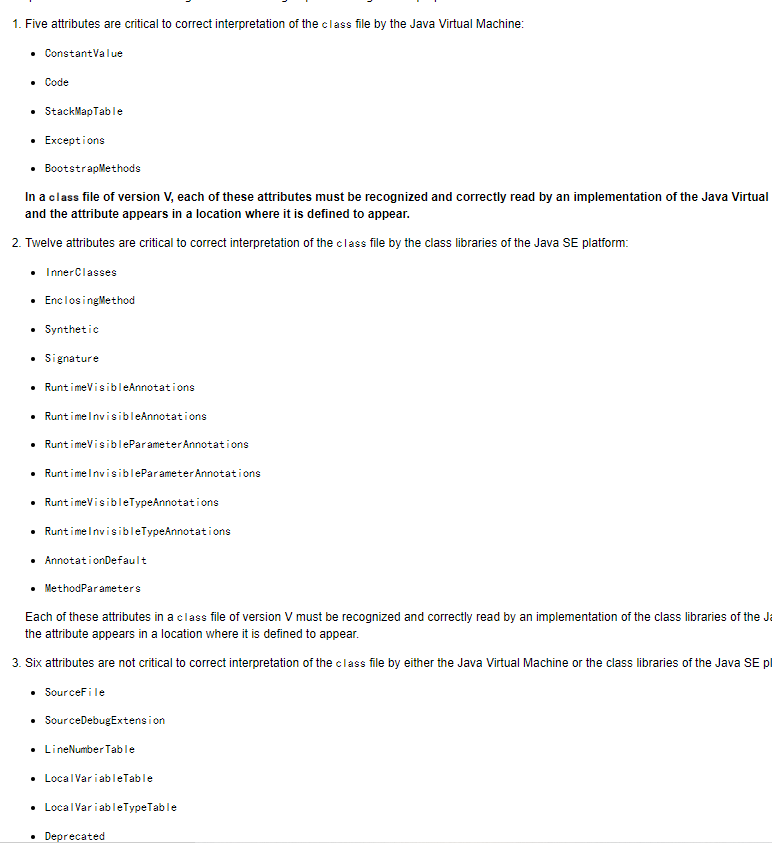 1. Five attributes are critical to correct interpretation of the class file by the Java Virtual Machine:
• ConstantValue
• Code
• StackMapTable
• Exceptions
• BootstrapMethods
In a class file of version V, each of these attributes must be recognized and correctly read by an implementation of the Java Virtual
and the attribute appears in a location where it is defined to appear.
2. Twelve attributes are critical to correct interpretation of the class file by the class libraries of the Java SE platform:
• InnerClasses
• EnclosingMethod
• Synthetic
• Signature
• RuntimeVisibleAnnotations
• RuntimeInvisibleAnnotations
• RuntimeVisibleParameterAnnotations
• RuntimeInvisibleParameterAnnotations
• RuntimeVisibleTypeAnnotations
• RuntimeInvisibleTypeAnnotations
• AnnotationDefault
• MethodParameters
Each of these attributes in a class file of version V must be recognized and correctly read by an implementation of the class libraries of the
the attribute appears in a location where it is defined to appear.
3. Six attributes are not critical to correct interpretation of the class file by either the Java Virtual Machine or the class libraries of the Java SE
• SourceFile
• SourceDebugExtension
• LineNumberTable
• LocalVariableTable
• LocalVariableTypeTable
• Deprecated